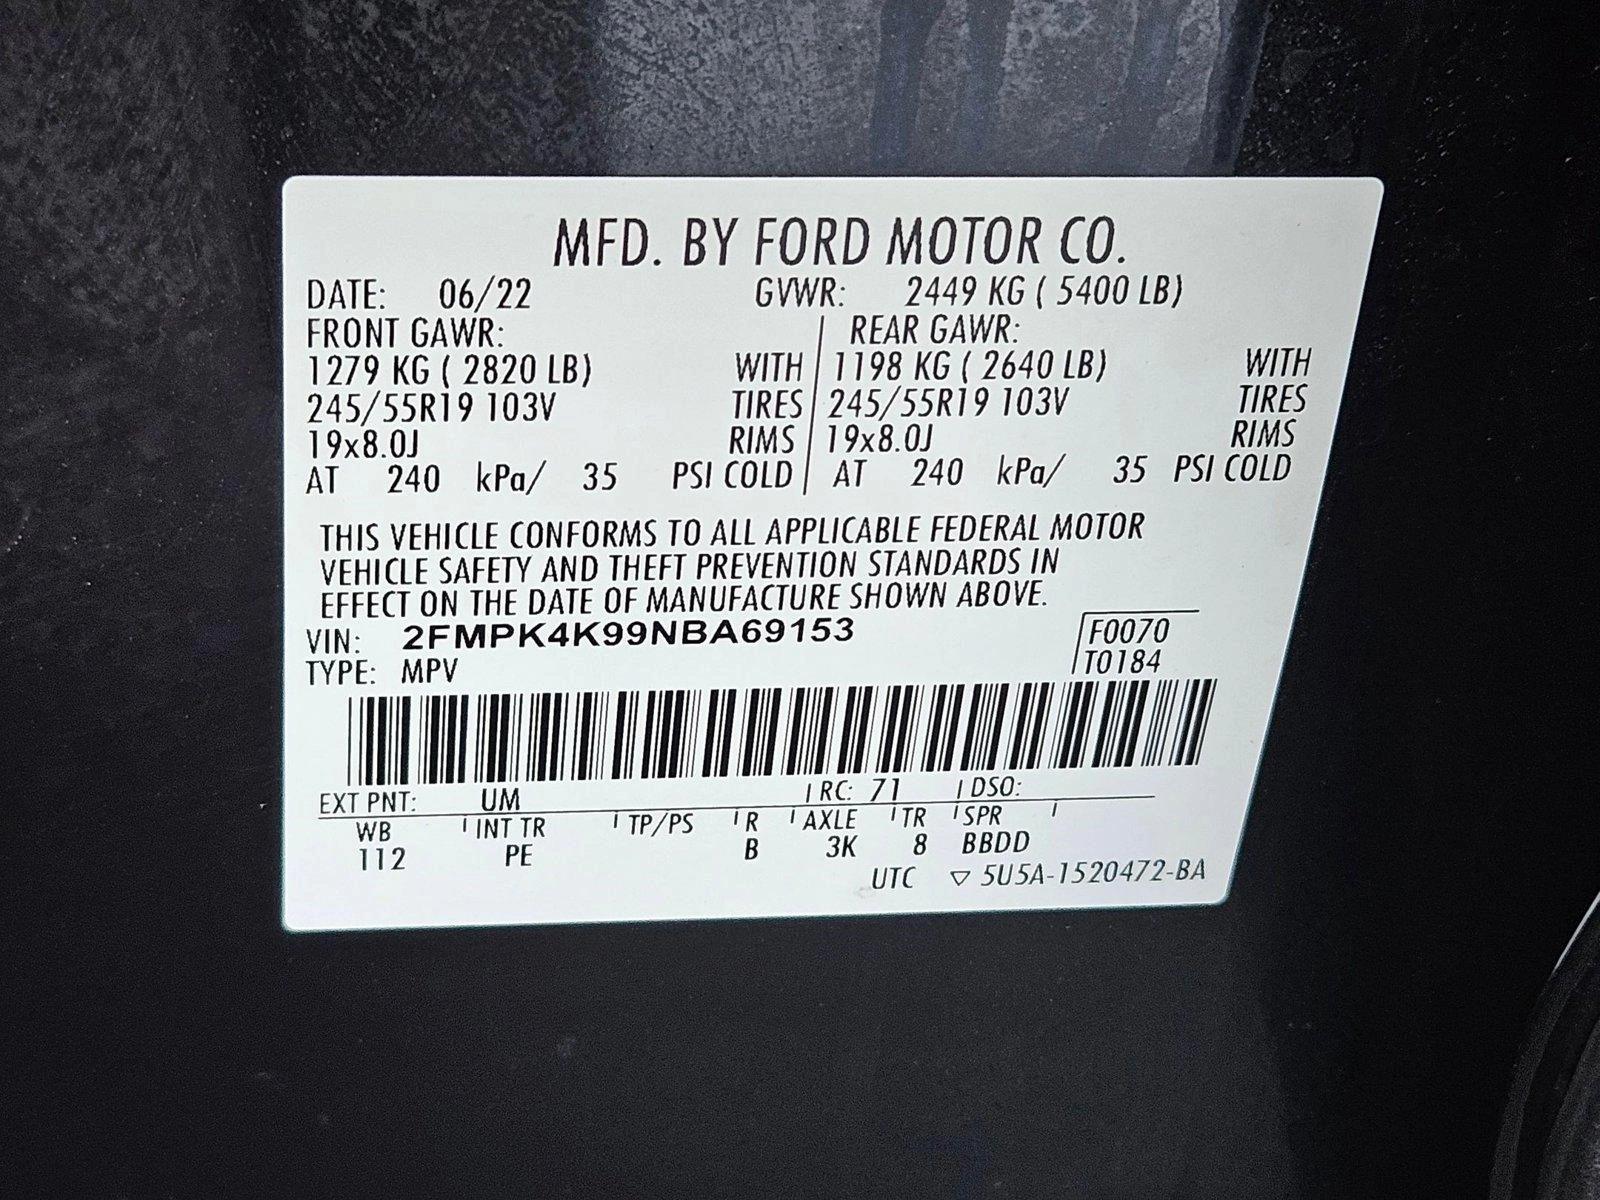 MFD. BY FORD MOTOR CO.
DATE: 06/22 GVWR: 2449 KG ( 5400 LB)
FRONT GAWR: REAR GAWR:
1279 KG ( 2820 LB) WITH 1198 KG ( 2640 LB) WITH
245/55R19 103V TIRES 245/55R19 103V TIRES
19x8.0J RIMS 19x8.0J RIMS
AT 240 kPa/ 35 PSI COLD AT 240 kPa/ 35 PSI COLD
THIS VEHICLE CONFORMS TO ALL APPLICABLE FEDERAL MOTOR
VEHICLE SAFETY AND THEFT PREVENTION STANDARDS IN
EFFECT ON THE DATE OF MANUFACTURE SHOWN ABOVE.
VIN: 2FMPK4K99NBA69153 F0070
TYPE: MPV T0184
EXT PNT: UM RC: 71 DSO:
WB INT TR TP/PS R AXLE TR SPR
112 PE B 3K 8 BBDD
UTC ▽ 5U5A-1520472-BA